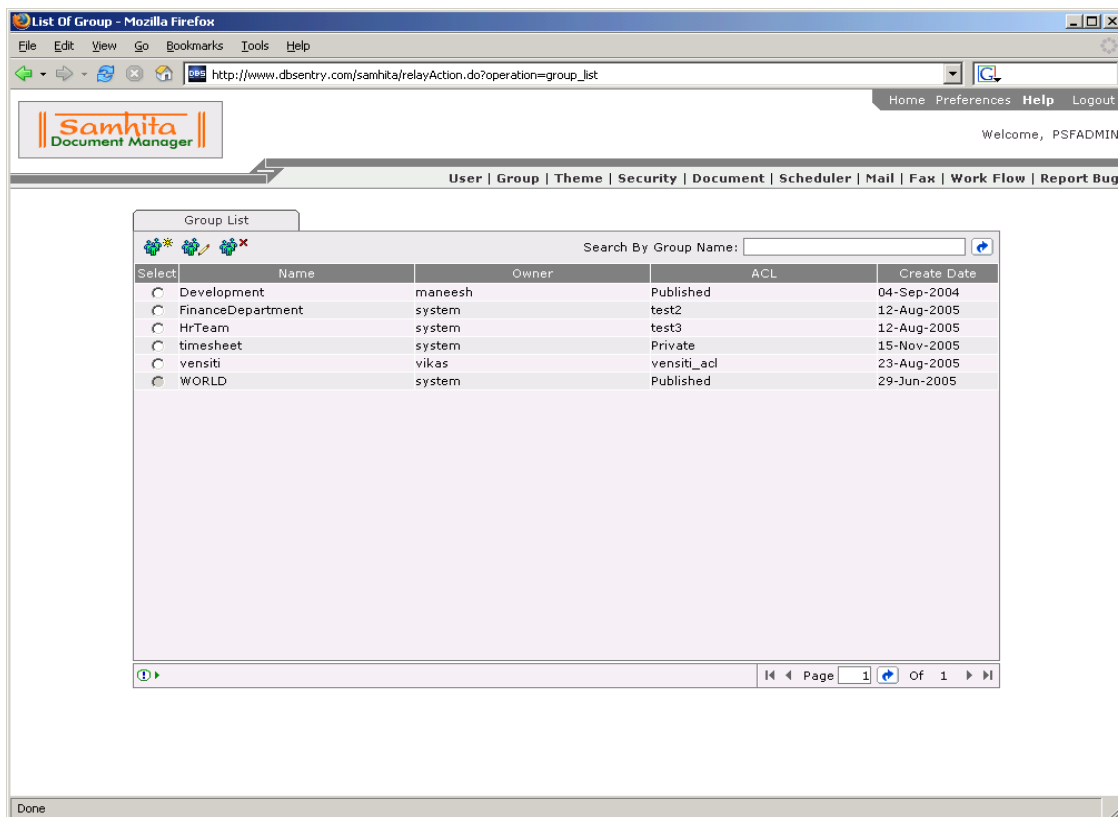 List Of Group - Mozilla Firefox
File Edit View Go Bookmarks Tools Help
DBS http://www.dbsentry.com/samhita/relayAction.do?operation=group_list G
Home Preferences Help Logout
Samhita
Document Manager
Welcome, PSFADMIN
User | Group | Theme | Security | Document | Scheduler | Mail | Fax | Work Flow | Report Bug
Group List
Search By Group Name:
Select Name Owner ACL Create Date
Development maneesh Published 04-Sep-2004
FinanceDepartment system test2 12-Aug-2005
HrTeam system test3 12-Aug-2005
timesheet system Private 15-Nov-2005
vensiti vikas vensiti_acl 23-Aug-2005
WORLD system Published 29-Jun-2005
Page 1 Of 1
Done